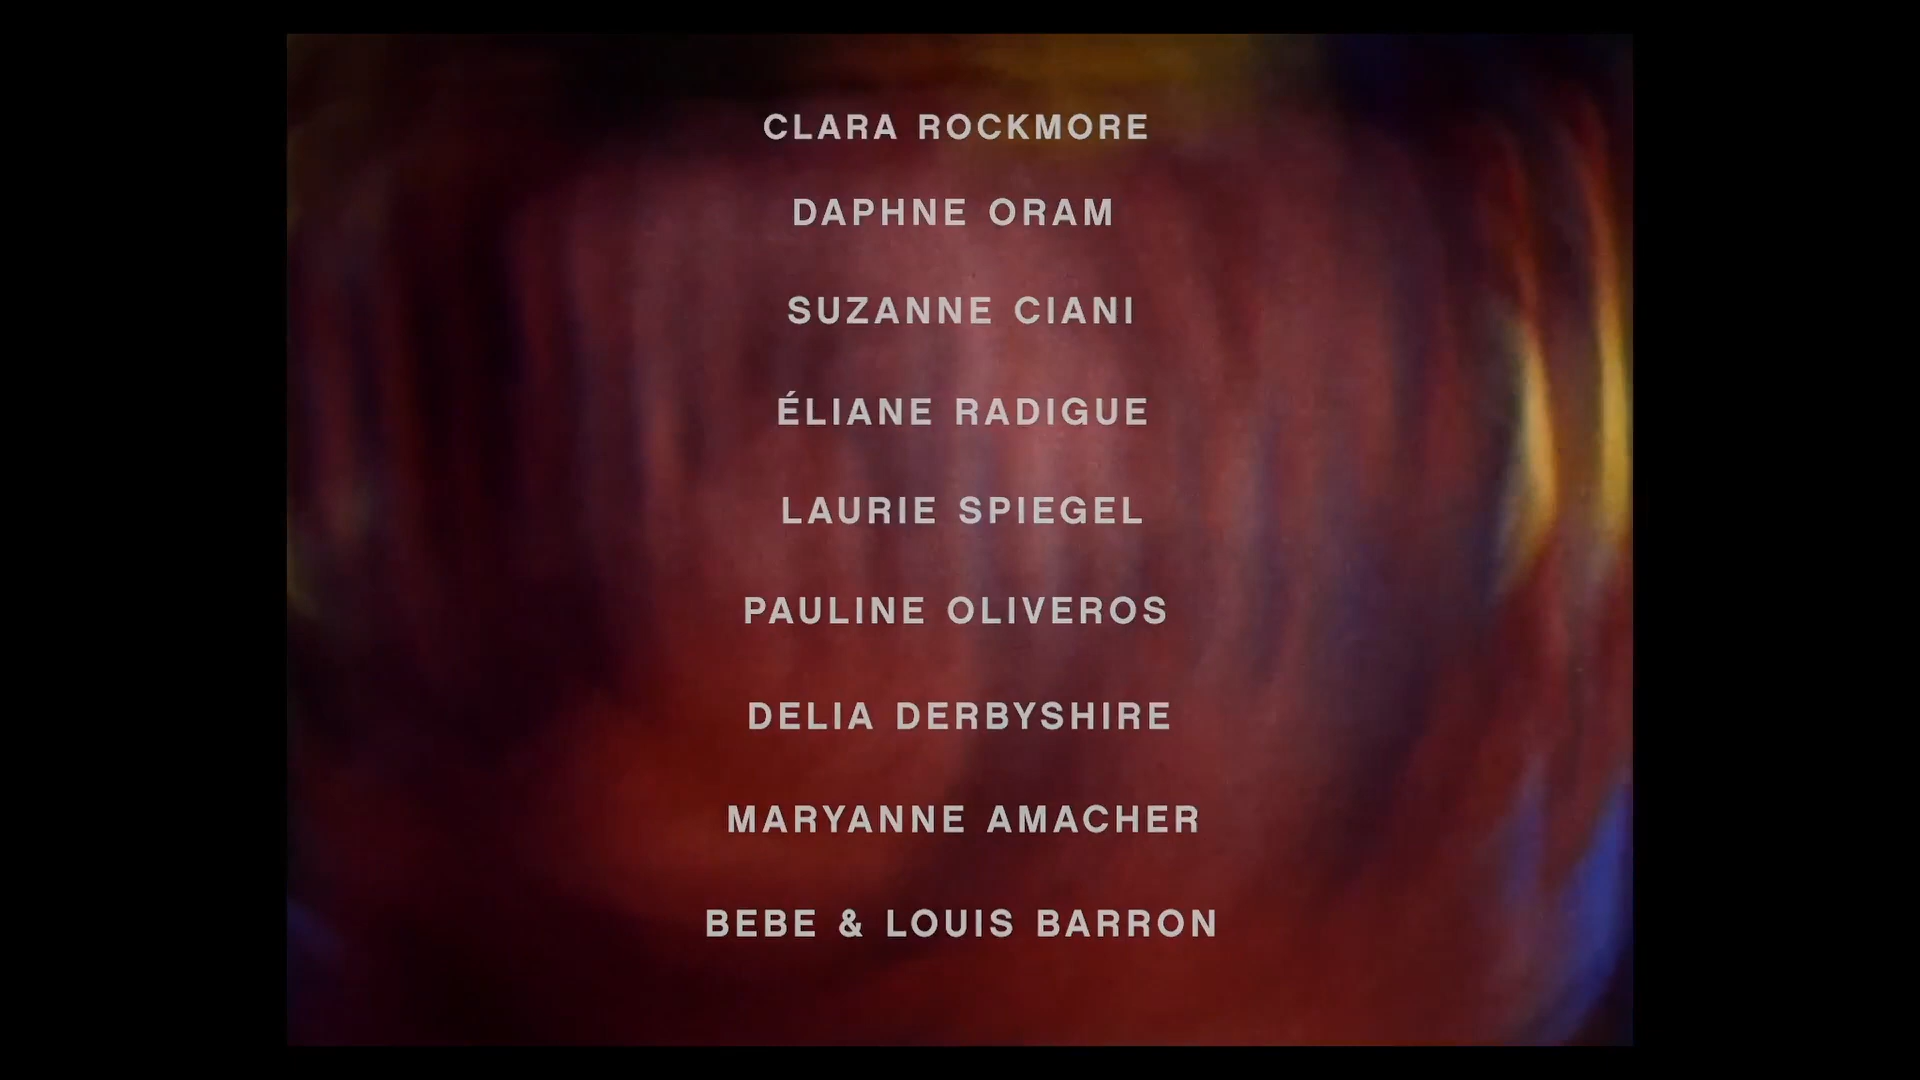 CLARA ROCKMORE
DAPHNE ORAM
SUZANNE CIANI
ÉLIANE RADIGUE
LAURIE SPIEGEL
PAULINE OLIVEROS
DELIA DERBYSHIRE
MARYANNE AMACHER
BEBE & LOUIS BARRON